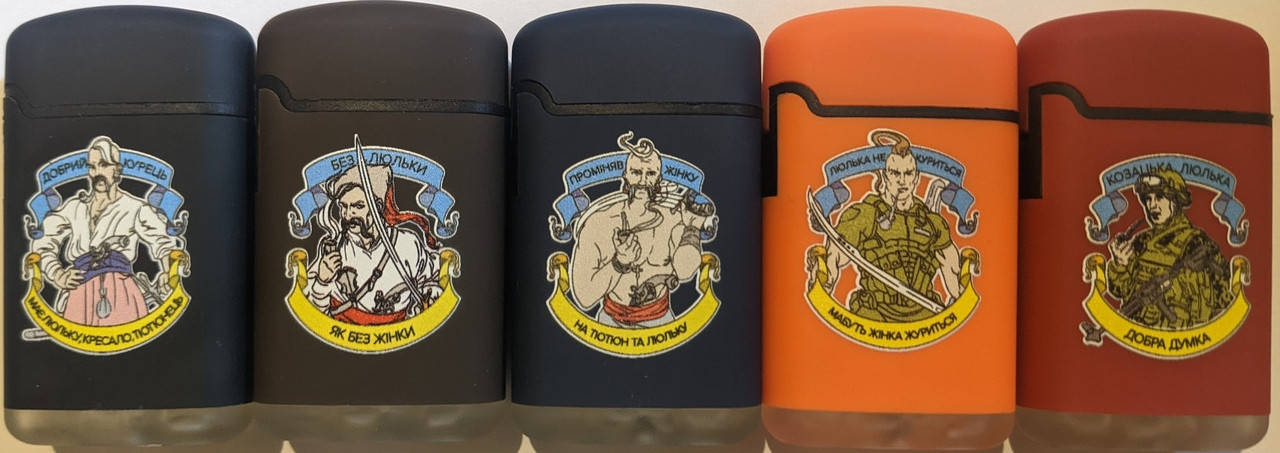 ДОБРИЙ КУРЕЦЬ
МАЄ ЛЮЛЬКУ, КРЕСАЛО, ТЮТЮНЕЦЬ
БЕЗ ЛЮЛЬКИ
ЯК БЕЗ ЖІНКИ
ПРОМІНЯВ ЖІНКУ
НА ТЮТЮН ТА ЛЮЛЬКУ
ЛЮЛЬКА НЕ КУРИТЬСЯ
МАБУТЬ ЖІНКА ЖУРИТЬСЯ
КОЗАЦЬКА ЛЮЛЬКА
ДОБРА ДУМКА